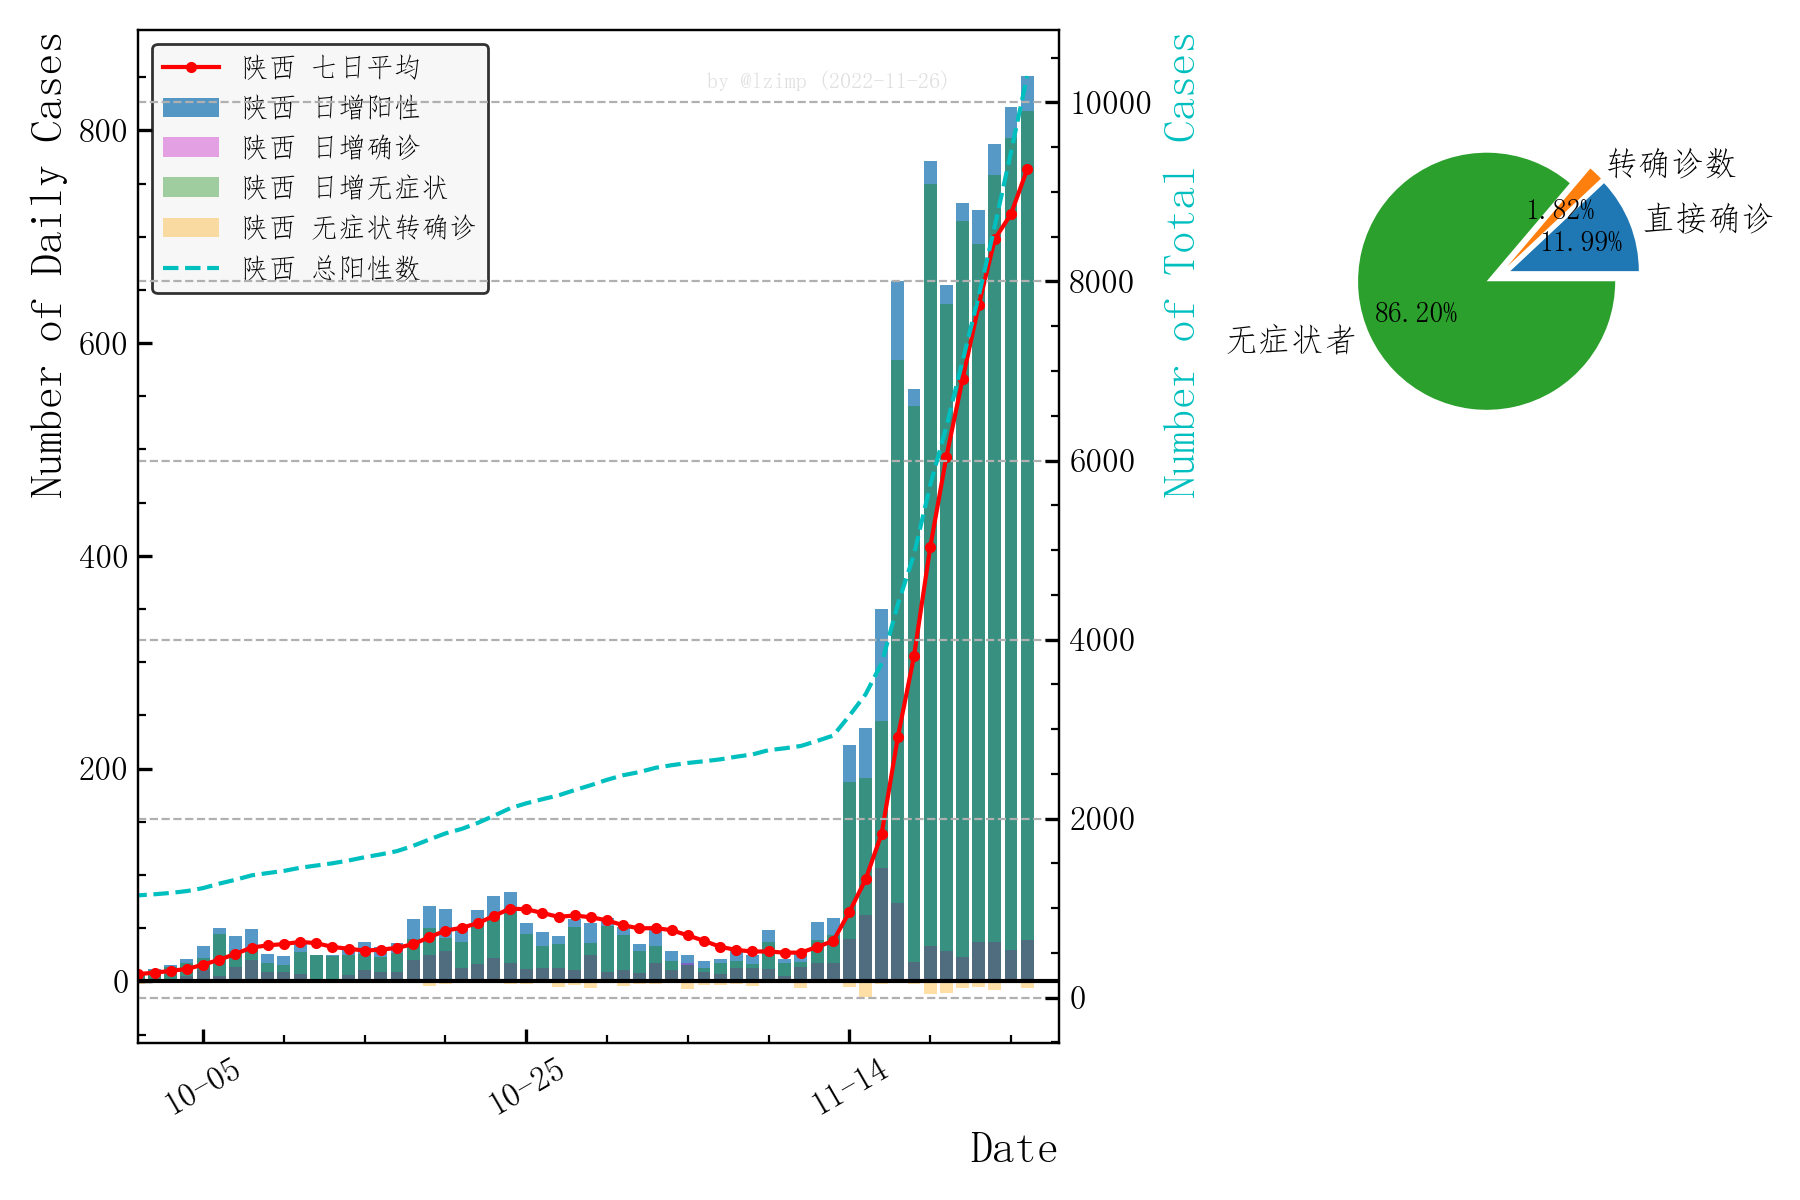 陕西 七日平均
陕西 日增阳性
陕西 日增确诊
陕西 日增无症状
陕西 无症状转确诊
陕西 总阳性数
by @lzimp (2022-11-26)
Number of Daily Cases
800
600
400
200
0
10-05
10-25
11-14
Date
10000
8000
6000
4000
2000
0
Number of Total Cases
转确诊数
1.82%
直接确诊
11.99%
86.20%
无症状者